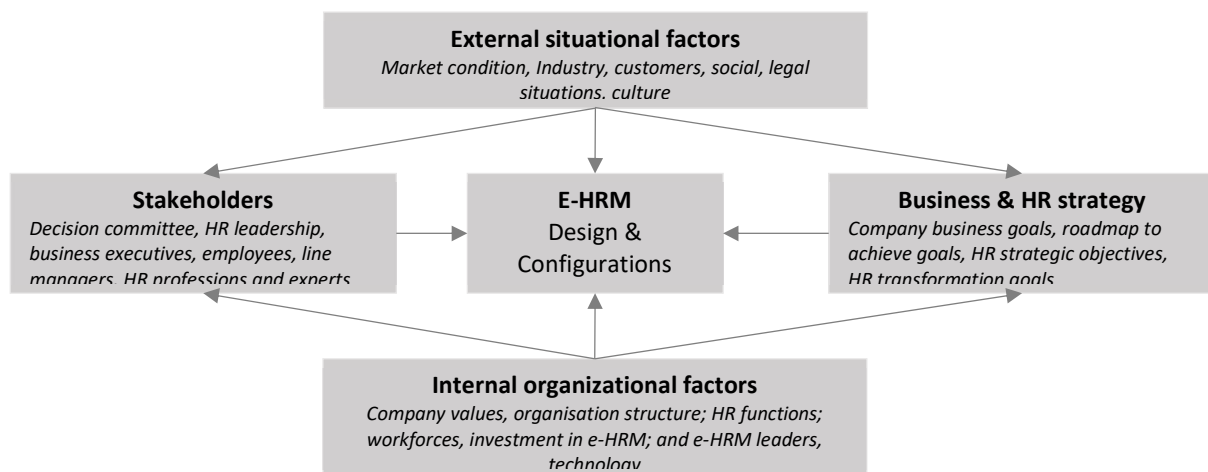 External situational factors
Market condition, Industry, customers, social, legal
situations. culture
Stakeholders
Decision committee, HR leadership,
business executives, employees, line
managers. HR professions and experts
E-HRM
Design &
Configurations
Business & HR strategy
Company business goals, roadmap to
achieve goals, HR strategic objectives,
HR transformation goals
Internal organizational factors
Company values, organisation structure; HR functions;
workforces, investment in e-HRM; and e-HRM leaders,
technology